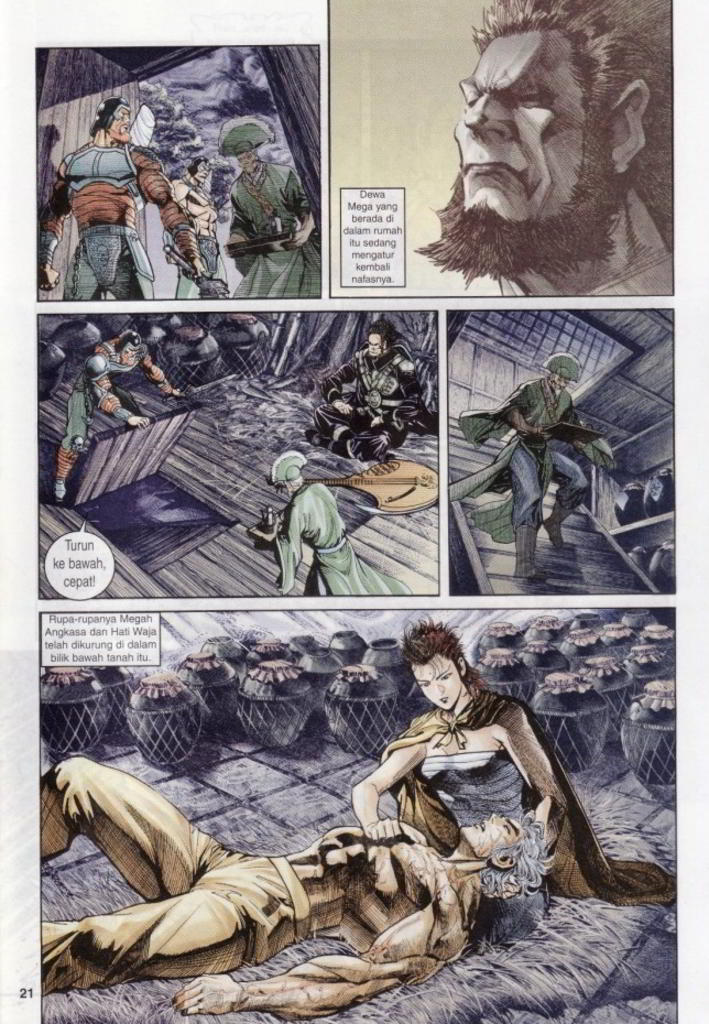 Dewa
Mega yang
berada di
dalam rumah
itu sedang
mengatur
kembali
nafasnya.
Turun
ke bawah,
cepat!
Rupa-rupanya Megah
Angkasa dan Hati Waja
telah dikurung di dalam
bilik bawah tanah itu.
21